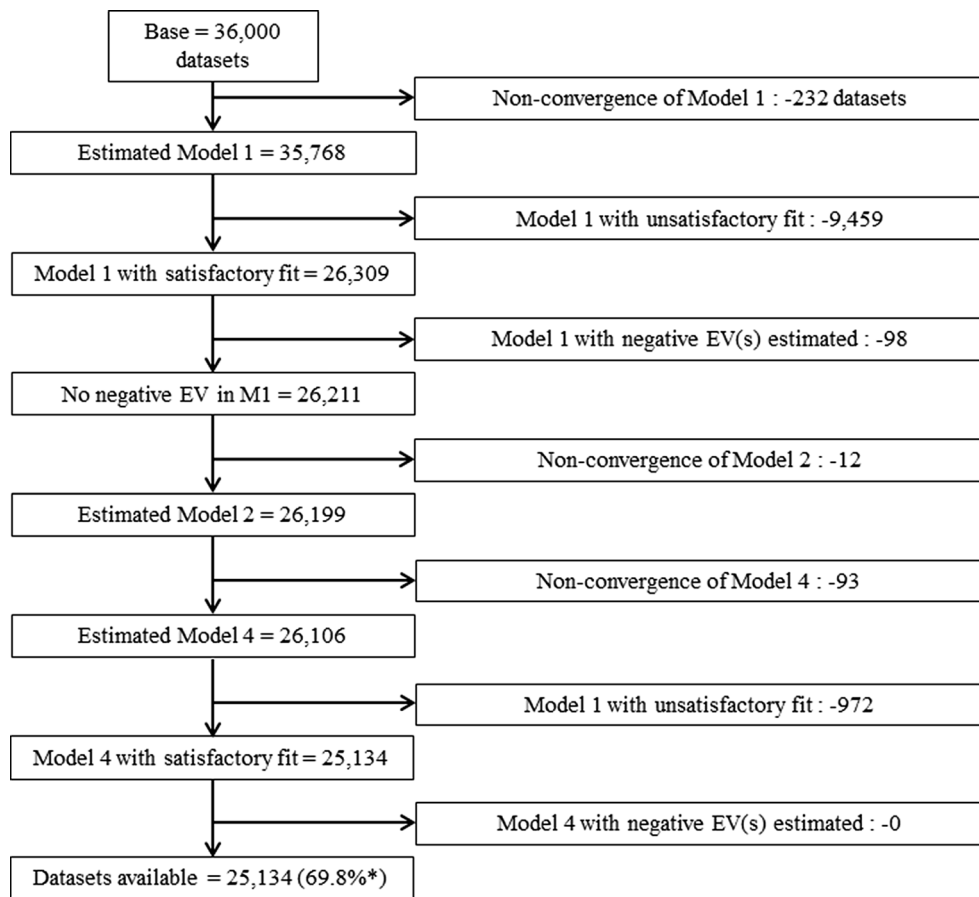 Base = 36,000
datasets
Non-convergence of Model 1 : -232 datasets
Estimated Model 1 = 35,768
Model 1 with unsatisfactory fit : -9,459
Model 1 with satisfactory fit = 26,309
Model 1 with negative EV(s) estimated : -98
No negative EV in M1 = 26,211
Non-convergence of Model 2 : -12
Estimated Model 2 = 26,199
Non-convergence of Model 4 : -93
Estimated Model 4 = 26,106
Model 1 with unsatisfactory fit : -972
Model 4 with satisfactory fit = 25,134
Model 4 with negative EV(s) estimated : -0
Datasets available = 25,134 (69.8%*)